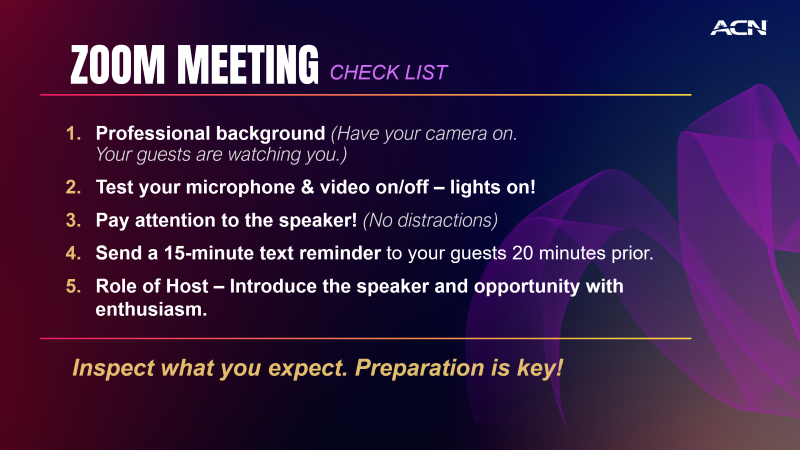 ACN
ZOOM MEETING CHECK LIST
1. Professional background (Have your camera on.
Your guests are watching you.)
2. Test your microphone & video on/off – lights on!
3. Pay attention to the speaker! (No distractions)
4. Send a 15-minute text reminder to your guests 20 minutes prior.
5. Role of Host – Introduce the speaker and opportunity with
enthusiasm.
Inspect what you expect. Preparation is key!